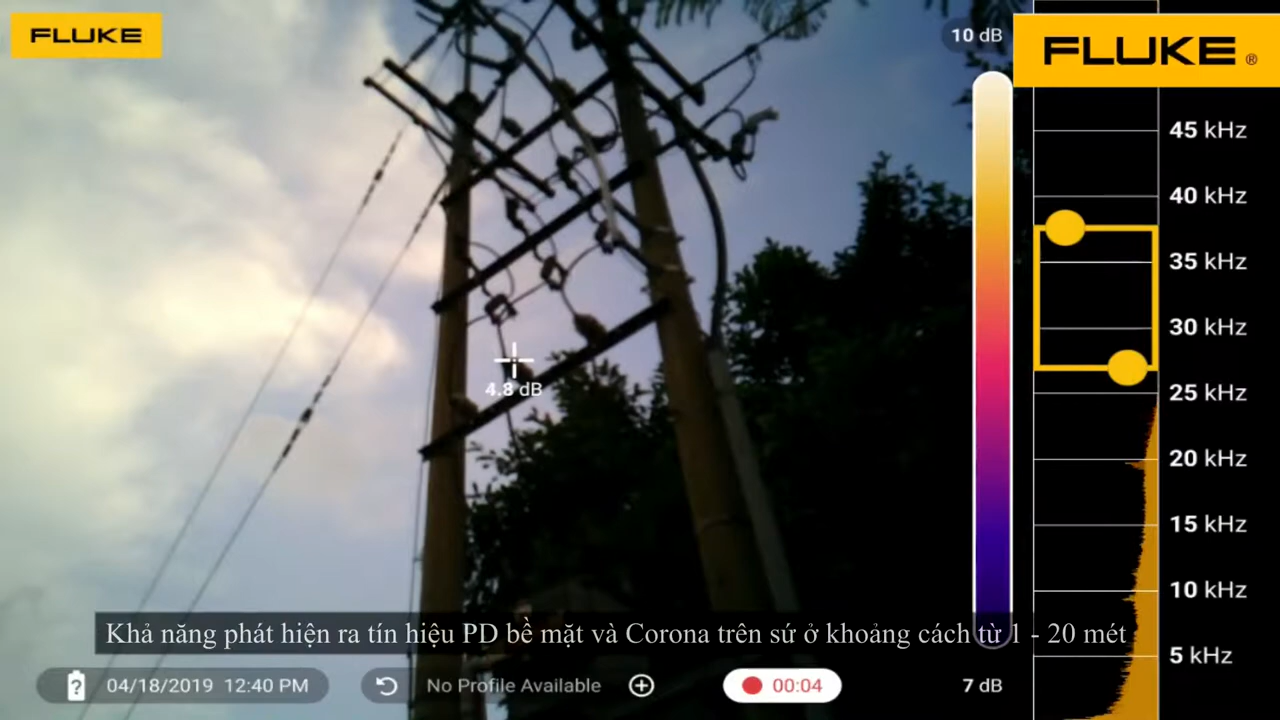 FLUKE
10 dB
FLUKE ®
45 kHz
40 kHz
35 kHz
30 kHz
25 kHz
20 kHz
15 kHz
10 kHz
5 kHz
4.8 dB
Khả năng phát hiện ra tín hiệu PD bề mặt và Corona trên sứ ở khoảng cách từ 1 - 20 mét
04/18/2019 12:40 PM
No Profile Available
00:04
7 dB